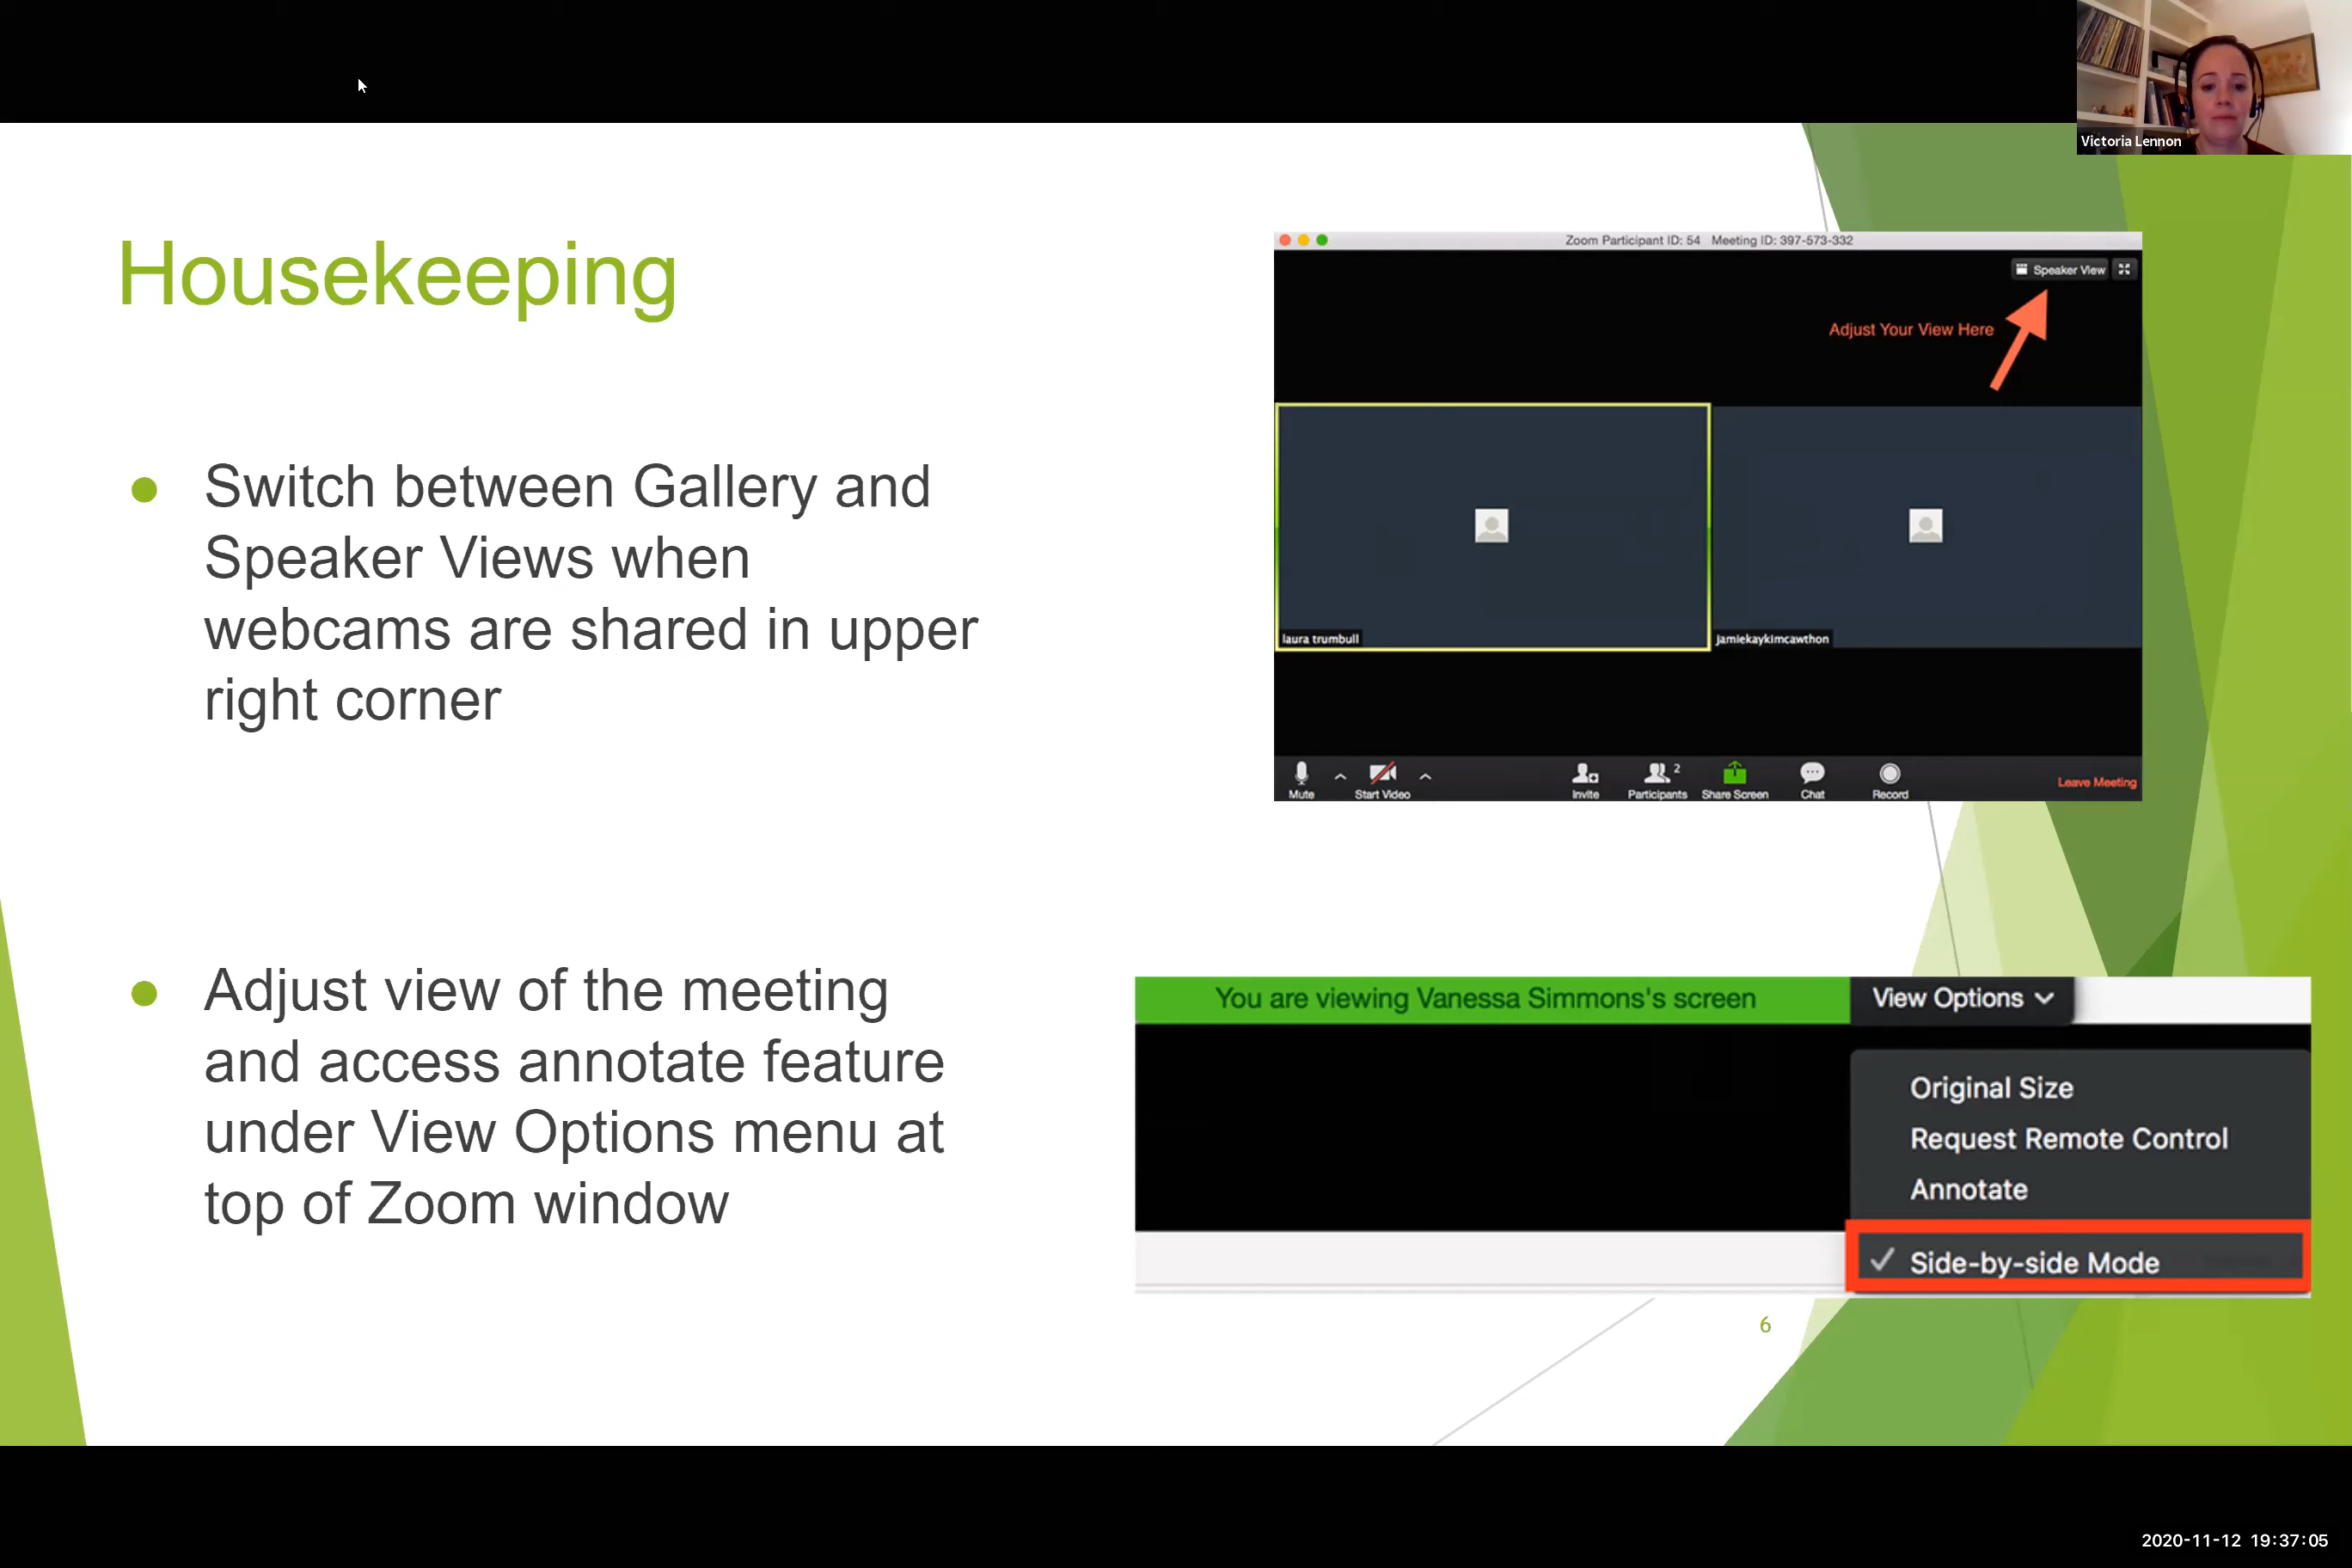 Victoria Lennon
Housekeeping
Switch between Gallery and
Speaker Views when
webcams are shared in upper
right corner
Zoom Participant ID: 54 Meeting ID: 397-573-332
Speaker View
Adjust Your View Here
laura trumbull
jamiekaykimcawthon
Mute
Start Video
Invite
Participants
2
Share Screen
Chat
Record
Leave Meeting
Adjust view of the meeting
and access annotate feature
under View Options menu at
top of Zoom window
You are viewing Vanessa Simmons's screen
View Options
Original Size
Request Remote Control
Annotate
Side-by-side Mode
6
2020-11-12 19:37:05